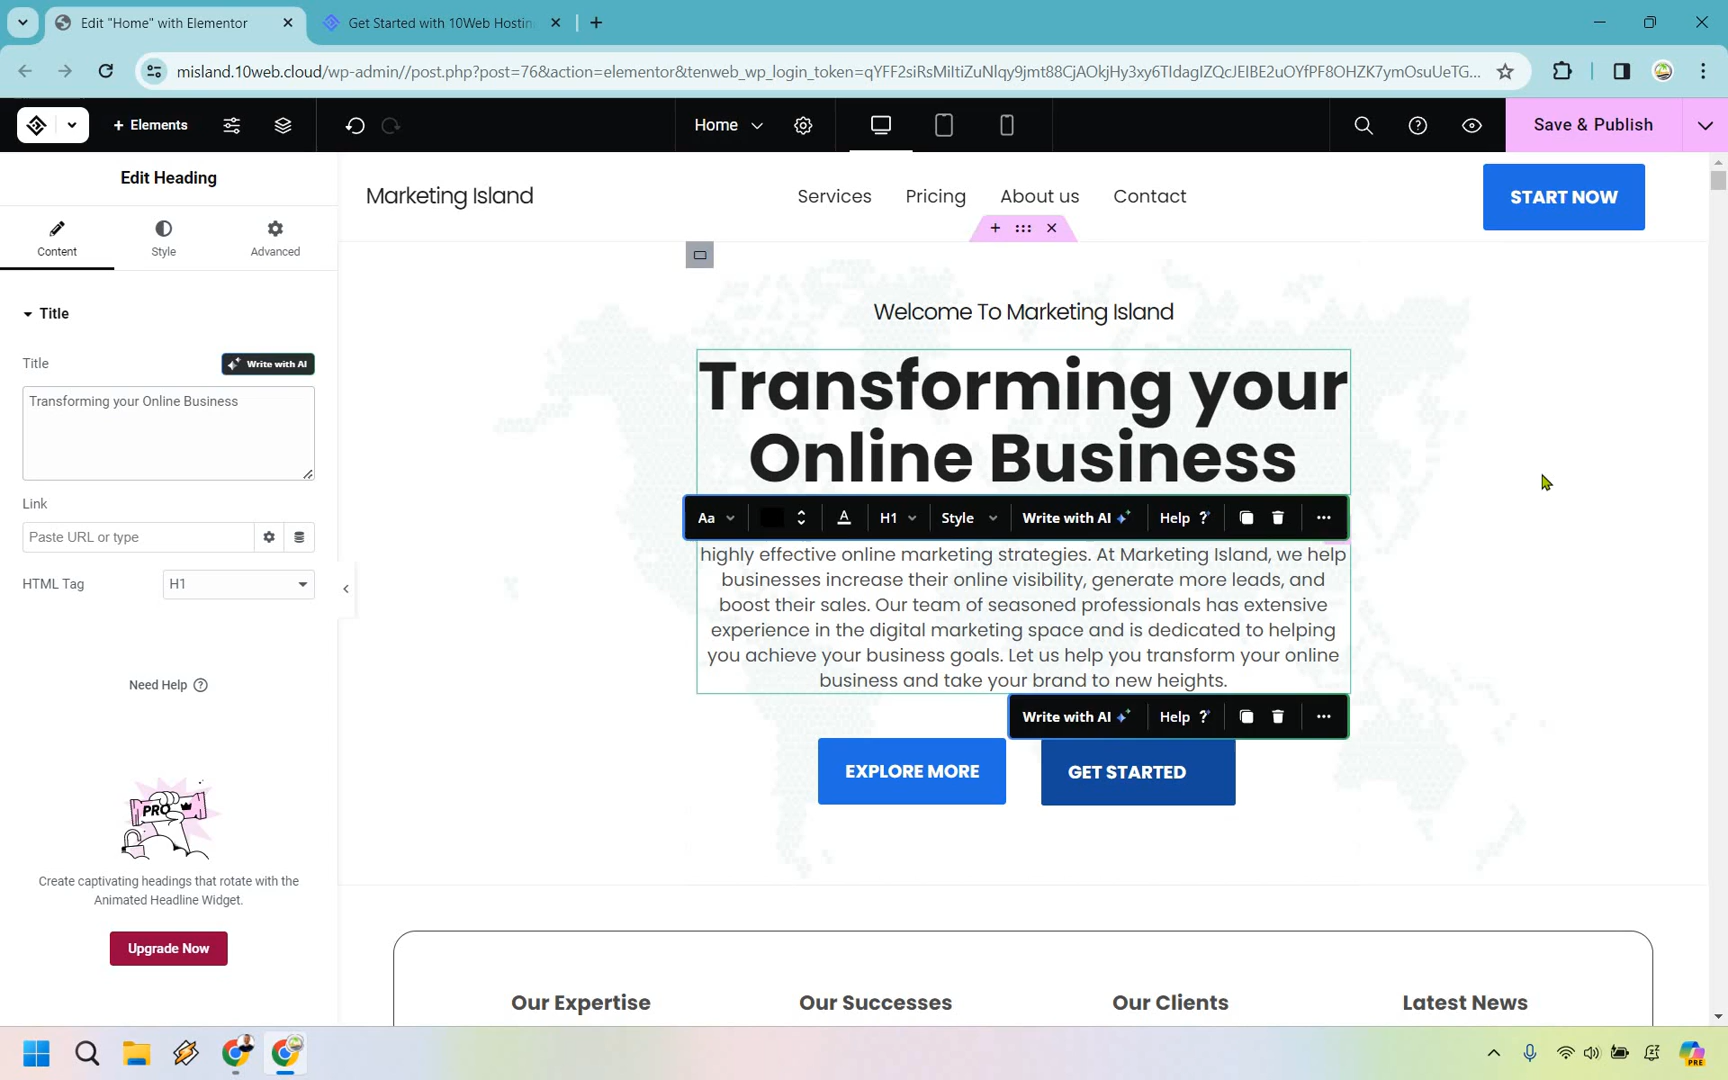 Edit "Home" with Elementor
Get Started with 10Web Hostin
misland.10web.cloud/wp-admin//post.php?post=76&action=elementor&tenweb_wp_login_token=qYFF2siRsMiItiZuNlqy9jmt88CjAOkjHy3xy6TIdagIZQcJEIBE2uOYfPF8OHZK7ymOsuUeTG...
+ Elements
Home
Save & Publish
Edit Heading
Content
Style
Advanced
Title
Title
Write with AI
Transforming your Online Business
Link
Paste URL or type
HTML Tag
H1
Need Help
PRO
Create captivating headings that rotate with the
Animated Headline Widget.
Upgrade Now
Marketing Island
Services
Pricing
About us
Contact
START NOW
Welcome To Marketing Island
Transforming your
Online Business
Aa
H1
Style
Write with AI
Help
highly effective online marketing strategies. At Marketing Island, we help
businesses increase their online visibility, generate more leads, and
boost their sales. Our team of seasoned professionals has extensive
experience in the digital marketing space and is dedicated to helping
you achieve your business goals. Let us help you transform your online
business and take your brand to new heights.
Write with AI
Help
EXPLORE MORE
GET STARTED
Our Expertise
Our Successes
Our Clients
Latest News
PRE